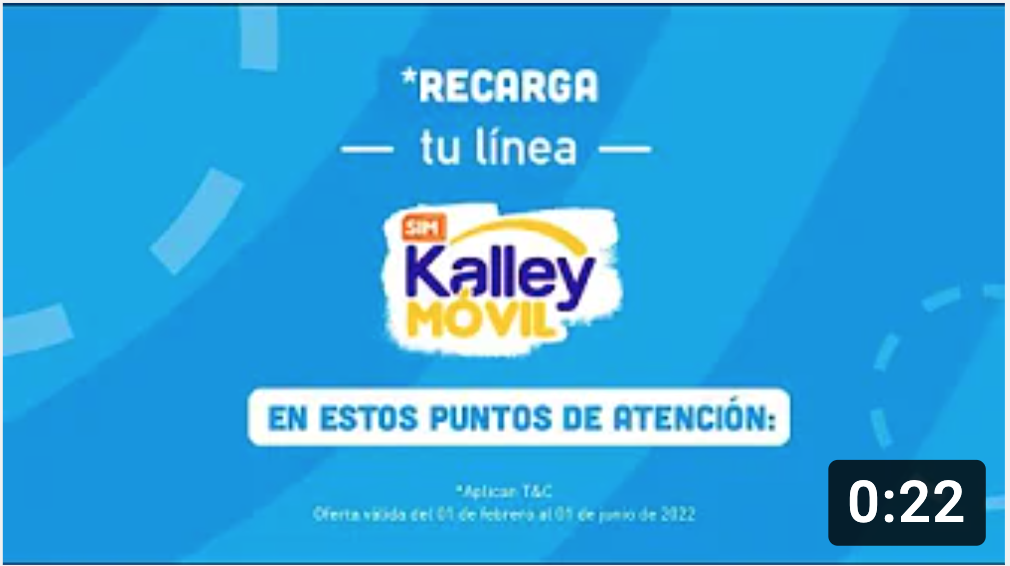 *RECARGA
tu línea
SIM
Kalley
MÓVIL
EN ESTOS PUNTOS DE ATENCIÓN:
*Aplican T&C
Oferta válida del 01 de febrero al 01 de junio de 2022
0:22